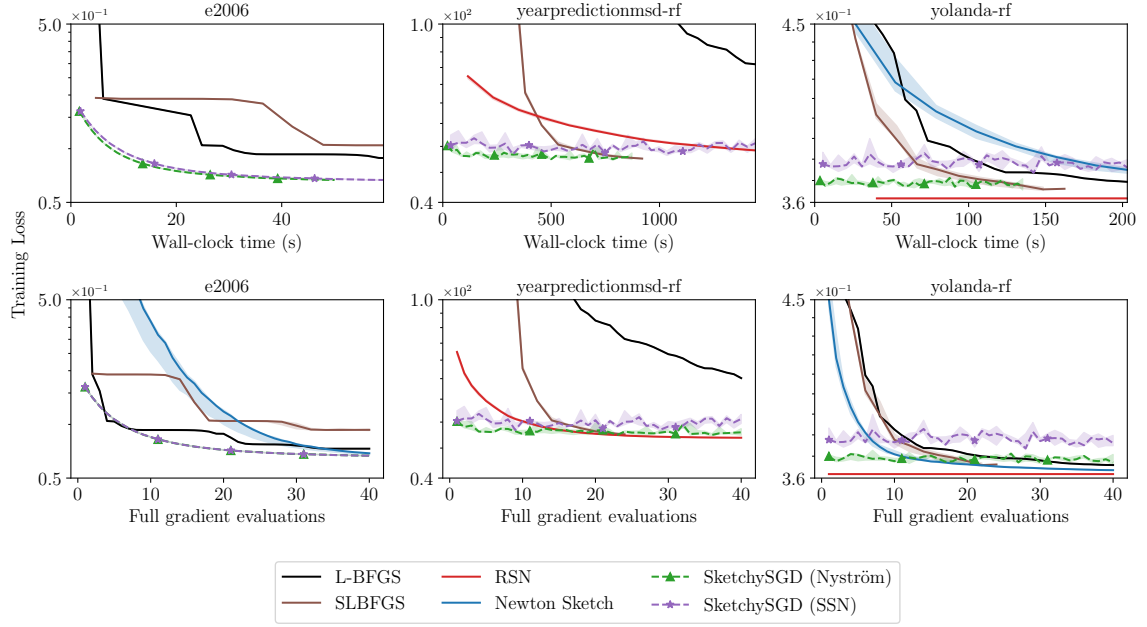 e2006
×10⁻¹
5.0
0.5
0
20
40
Wall-clock time (s)
yearpredictionmsd-rf
×10²
1.0
0.4
500
1000
Wall-clock time (s)
yolanda-rf
×10⁻¹
4.5
3.6
50
100
150
200
Wall-clock time (s)
Training Loss
e2006
×10⁻¹
5.0
0.5
0
10
20
30
40
Full gradient evaluations
yearpredictionmsd-rf
×10²
1.0
0.4
0
10
20
30
40
Full gradient evaluations
yolanda-rf
×10⁻¹
4.5
3.6
0
10
20
30
40
Full gradient evaluations
L-BFGS
SLBFGS
RSN
Newton Sketch
SketchySGD (Nyström)
SketchySGD (SSN)